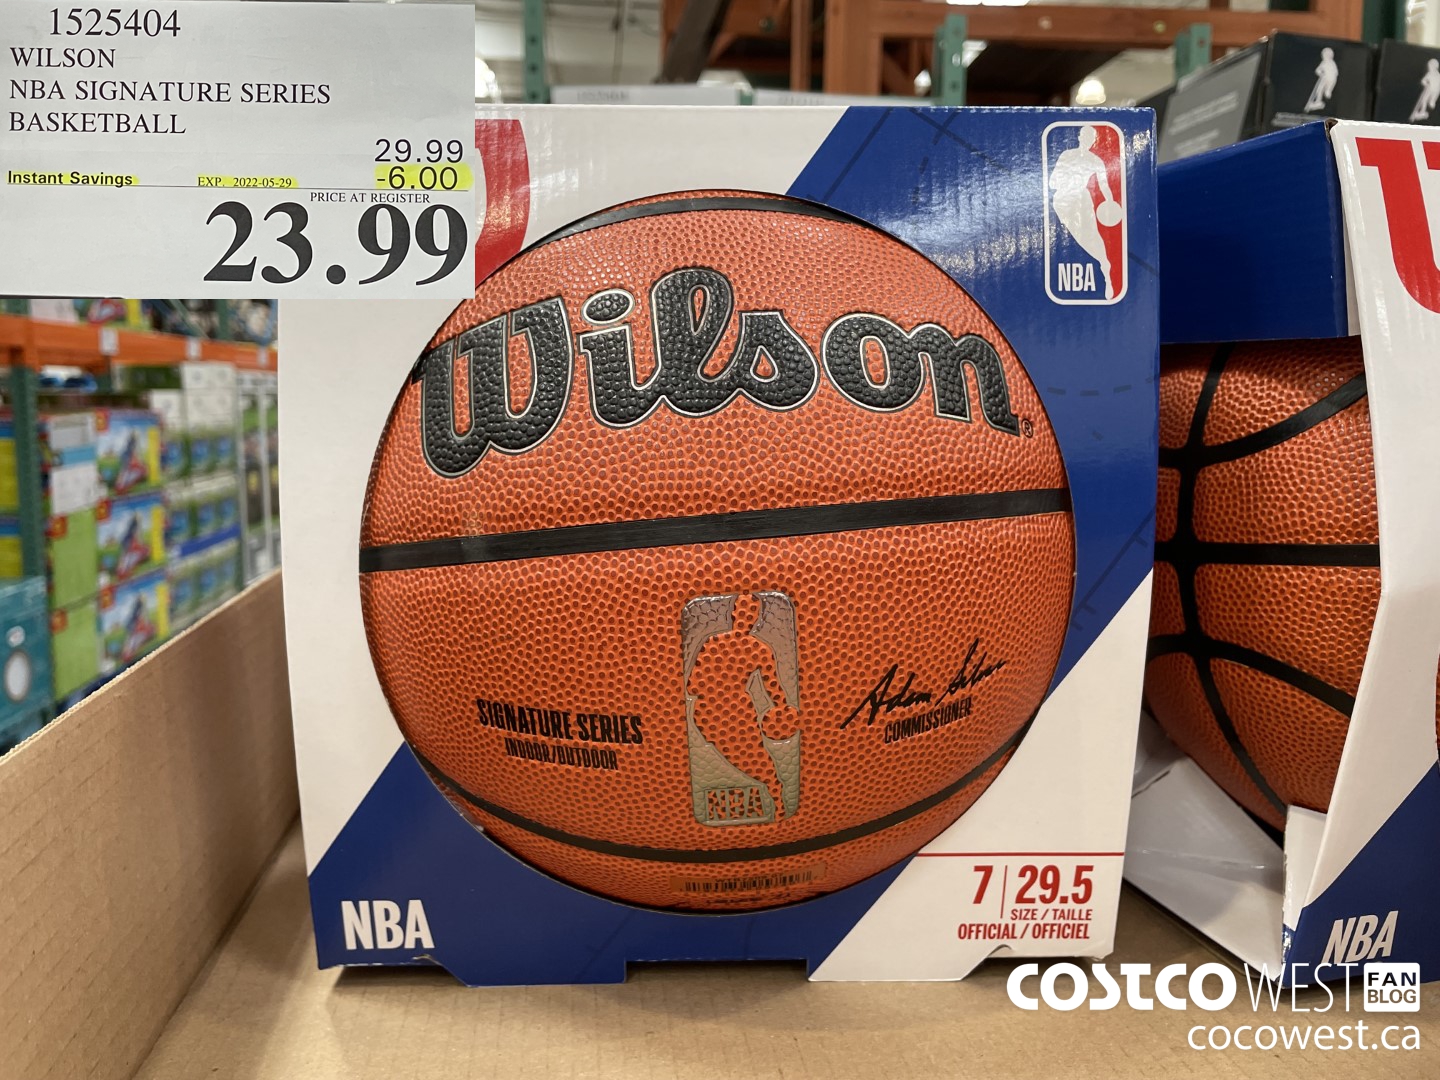 1525404
WILSON
NBA SIGNATURE SERIES
BASKETBALL
29.99
Instant Savings EXP. 2022-05-29 -6.00
PRICE AT REGISTER
23.99
NBA
Wilson®
SIGNATURE SERIES
INDOOR/OUTDOOR
NBA
Adam Silver
COMMISSIONER
7 | 29.5
SIZE / TAILLE
OFFICIAL / OFFICIEL
NBA
NBA
COSTCO WEST FAN BLOG
cocowest.ca